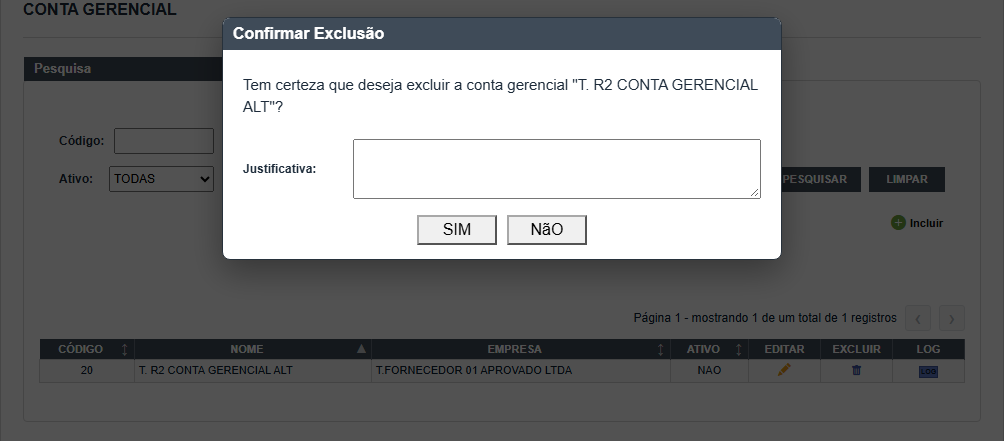 CONTA GERENCIAL
Confirmar Exclusão
Tem certeza que deseja excluir a conta gerencial "T. R2 CONTA GERENCIAL
ALT"?
Justificativa:
SIM NãO
Pesquisa
Código:
Ativo: TODAS
PESQUISAR LIMPAR
Incluir
Página 1 - mostrando 1 de um total de 1 registros
CÓDIGO NOME EMPRESA ATIVO EDITAR EXCLUIR LOG
20 T. R2 CONTA GERENCIAL ALT T.FORNECEDOR 01 APROVADO LTDA NAO LOG